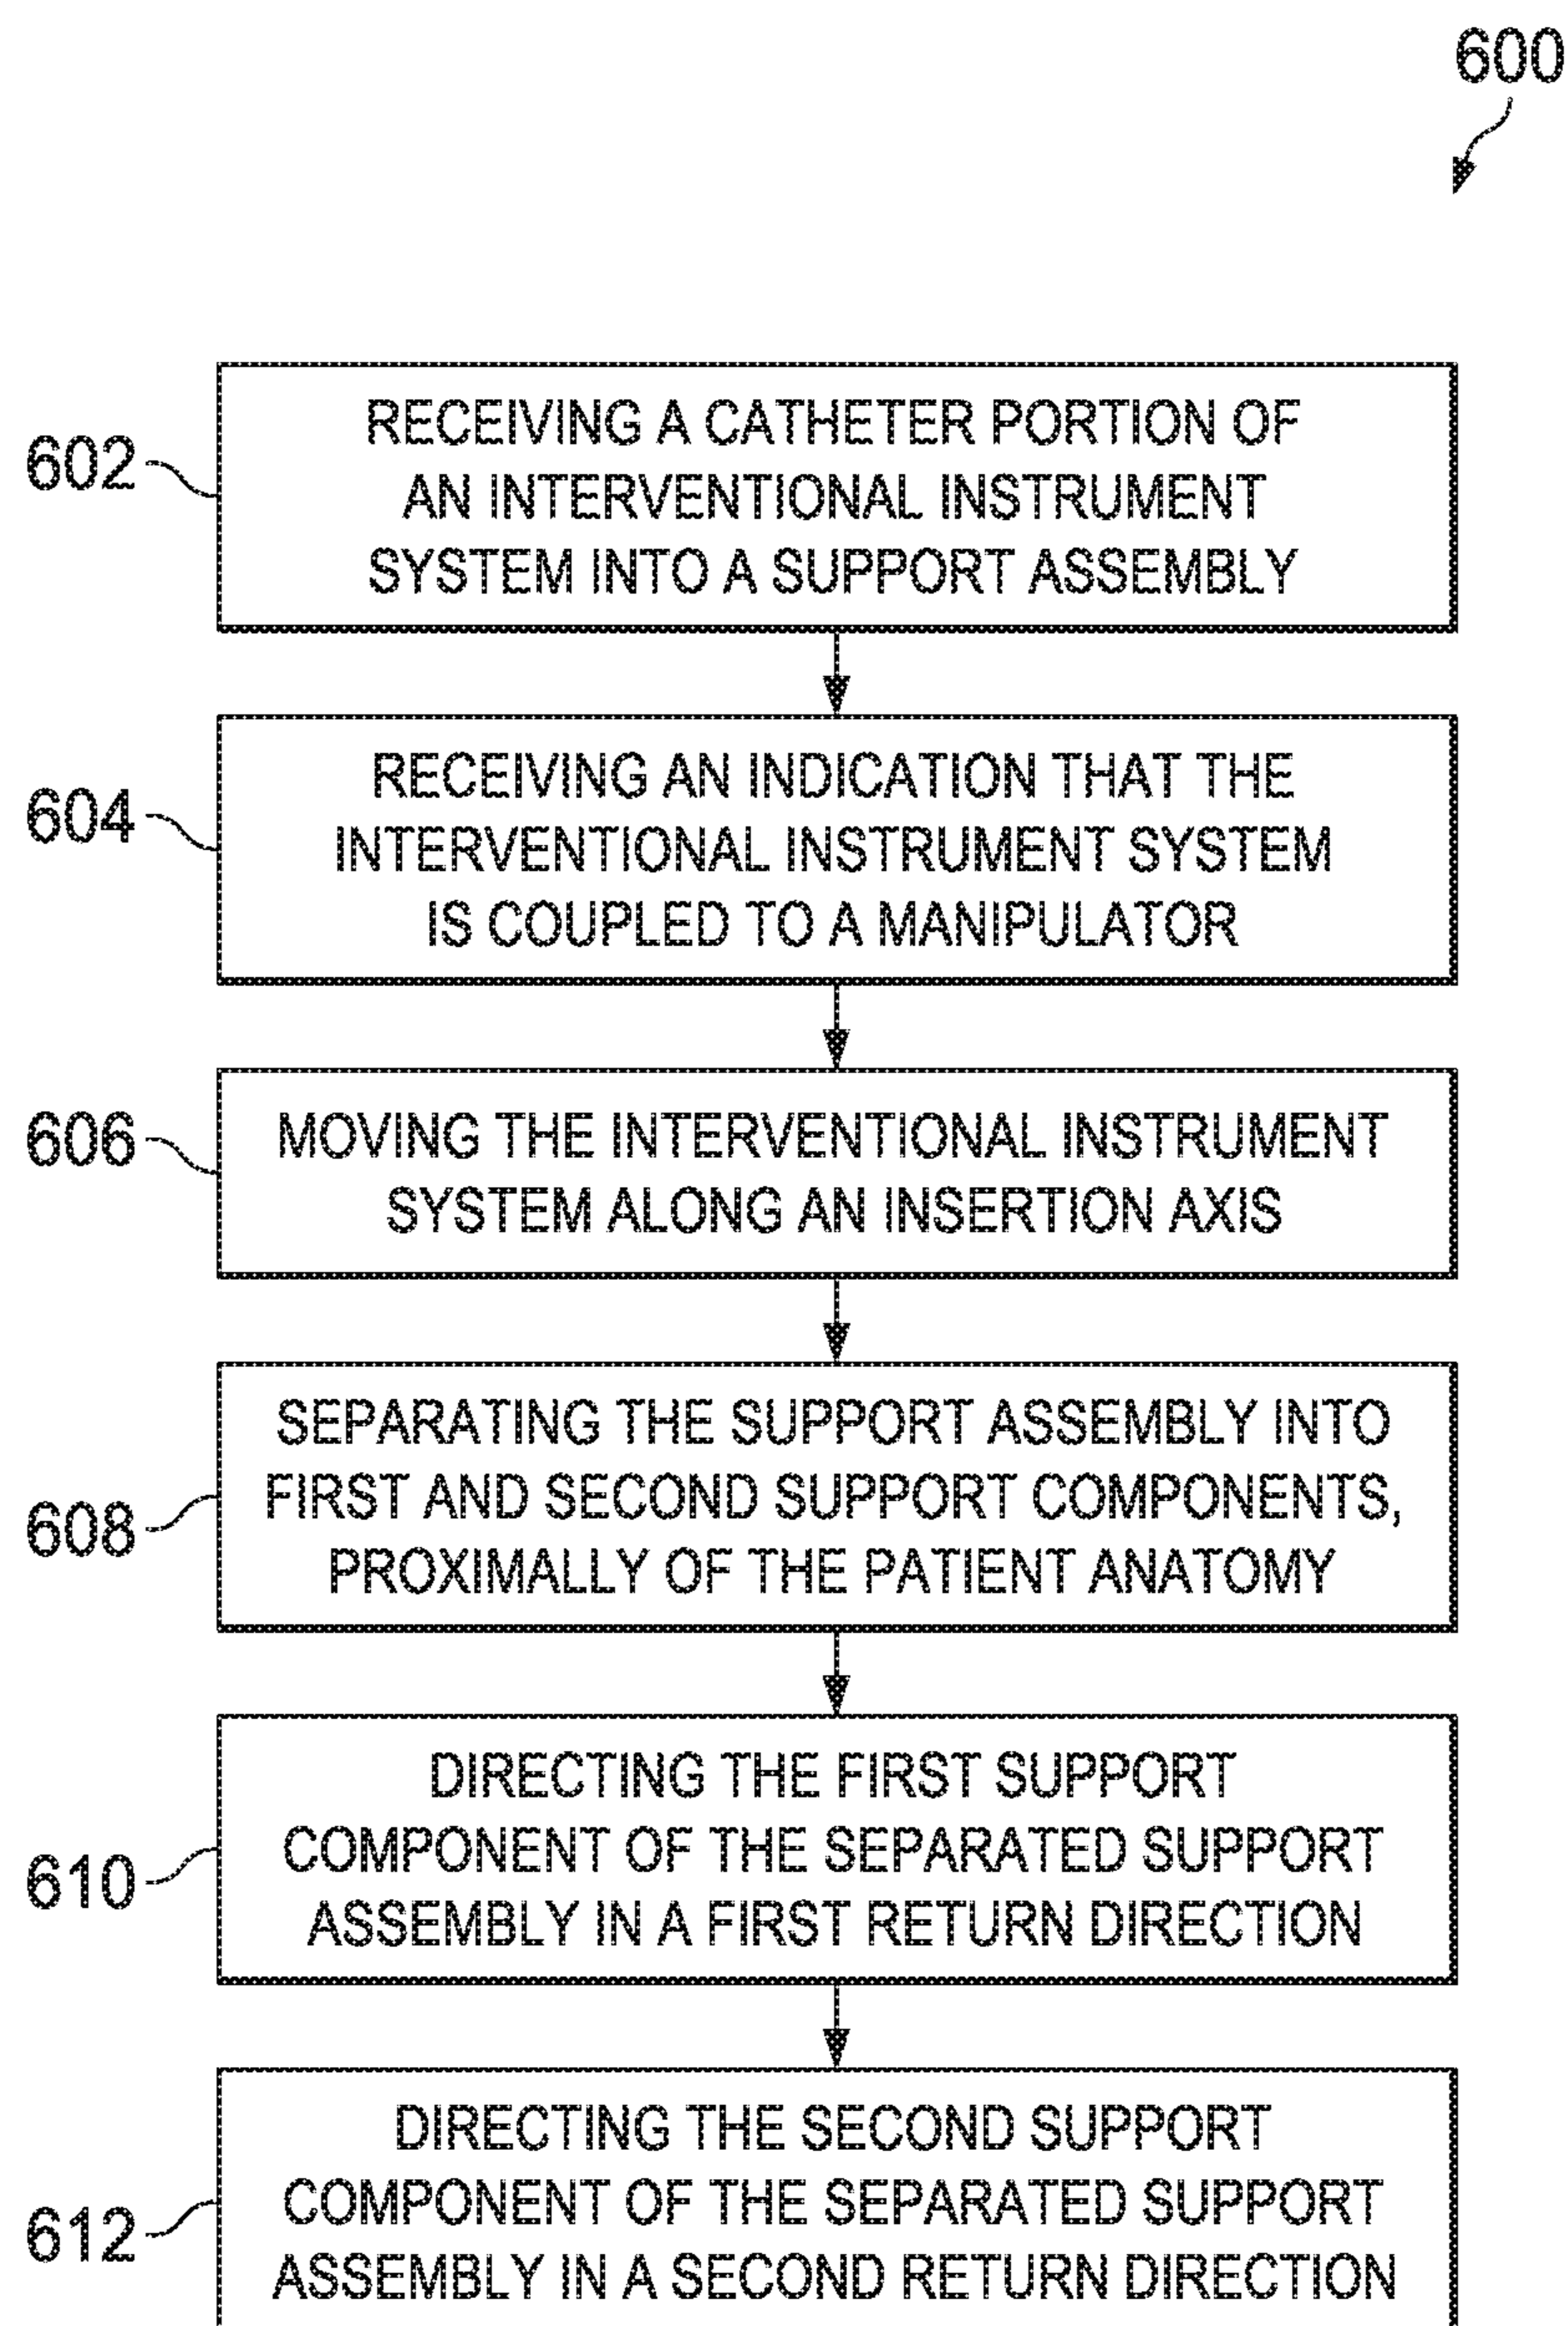 600
602
RECEIVING A CATHETER PORTION OF
AN INTERVENTIONAL INSTRUMENT
SYSTEM INTO A SUPPORT ASSEMBLY
604
RECEIVING AN INDICATION THAT THE
INTERVENTIONAL INSTRUMENT SYSTEM
IS COUPLED TO A MANIPULATOR
606
MOVING THE INTERVENTIONAL INSTRUMENT
SYSTEM ALONG AN INSERTION AXIS
608
SEPARATING THE SUPPORT ASSEMBLY INTO
FIRST AND SECOND SUPPORT COMPONENTS,
PROXIMALLY OF THE PATIENT ANATOMY
610
DIRECTING THE FIRST SUPPORT
COMPONENT OF THE SEPARATED SUPPORT
ASSEMBLY IN A FIRST RETURN DIRECTION
612
DIRECTING THE SECOND SUPPORT
COMPONENT OF THE SEPARATED SUPPORT
ASSEMBLY IN A SECOND RETURN DIRECTION